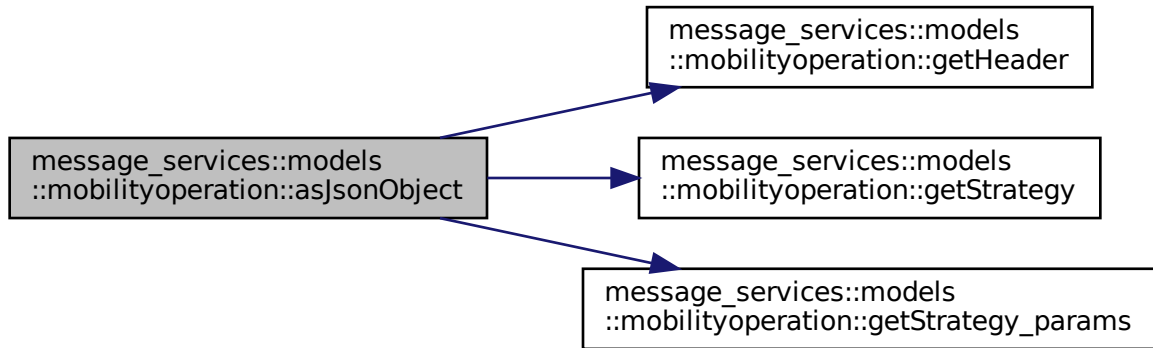 message_services::models
::mobilityoperation::getHeader
message_services::models
::mobilityoperation::asJsonObject
message_services::models
::mobilityoperation::getStrategy
message_services::models
::mobilityoperation::getStrategy_params